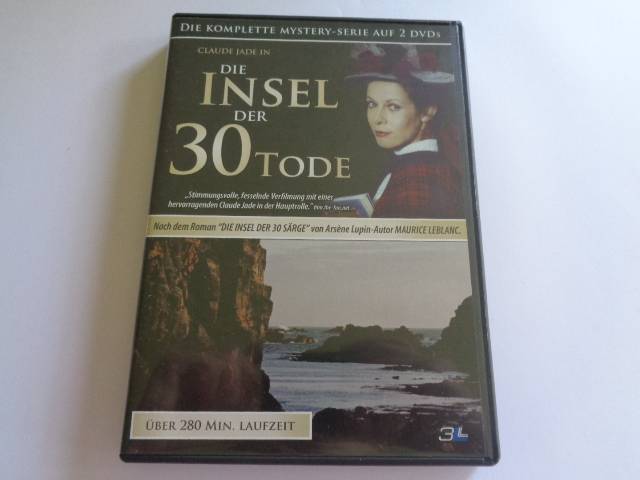 DIE KOMPLETTE MYSTERY-SERIE AUF 2 DVDS
CLAUDE JADE IN
DIE
INSEL
DER
30 TODE
„Stimmungsvolle, fesselnde Verfilmung mit einer
hervorragenden Claude Jade in der Hauptrolle.“
Nach dem Roman "DIE INSEL DER 30 SÄRGE" von Arsène Lupin-Autor MAURICE LEBLANC.
ÜBER 280 MIN. LAUFZEIT
3L